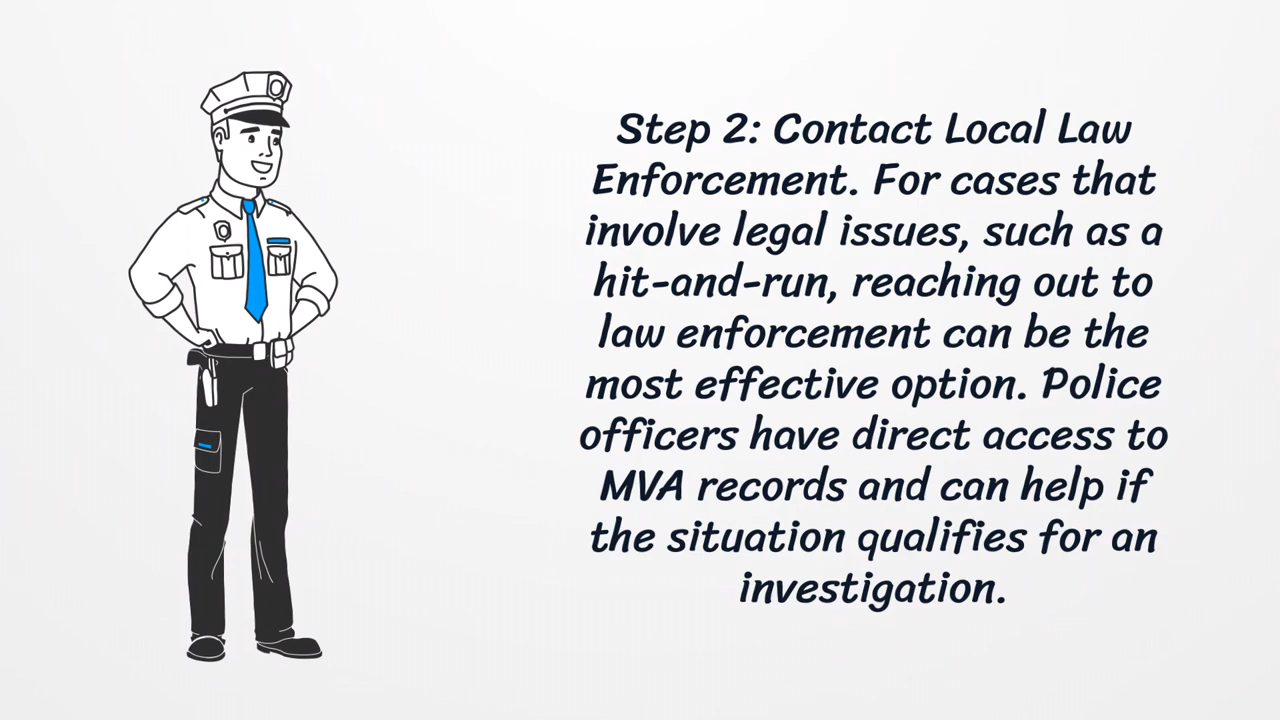 Step 2: Contact Local Law
Enforcement. For cases that
involve legal issues, such as a
hit-and-run, reaching out to
law enforcement can be the
most effective option. Police
officers have direct access to
MVA records and can help if
the situation qualifies for an
investigation.